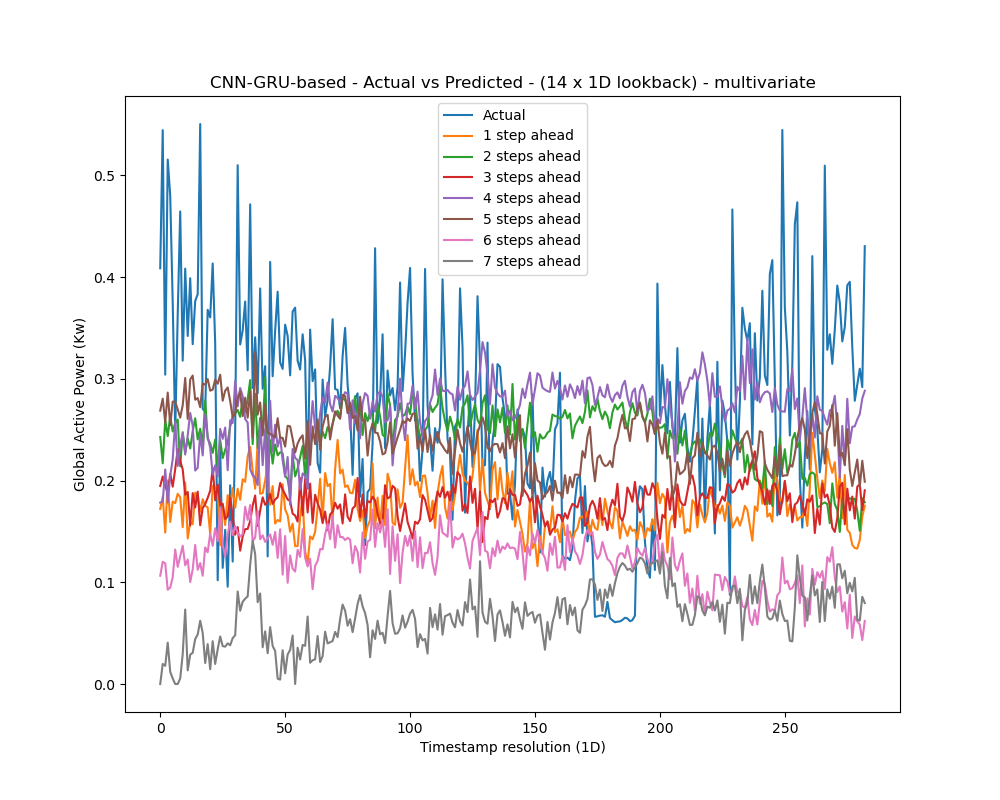 CNN-GRU-based - Actual vs Predicted - (14 x 1D lookback) - multivariate
Actual
1 step ahead
2 steps ahead
3 steps ahead
4 steps ahead
5 steps ahead
6 steps ahead
7 steps ahead
Global Active Power (Kw)
0.5
0.4
0.3
0.2
0.1
0.0
0 50 100 150 200 250
Timestamp resolution (1D)